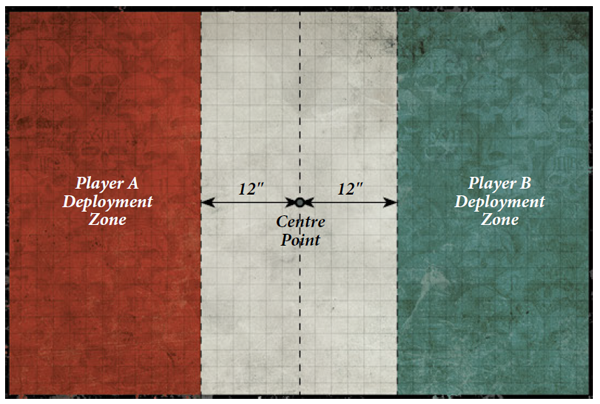 Player A
Deployment
Zone
12"
12"
Centre
Point
Player B
Deployment
Zone